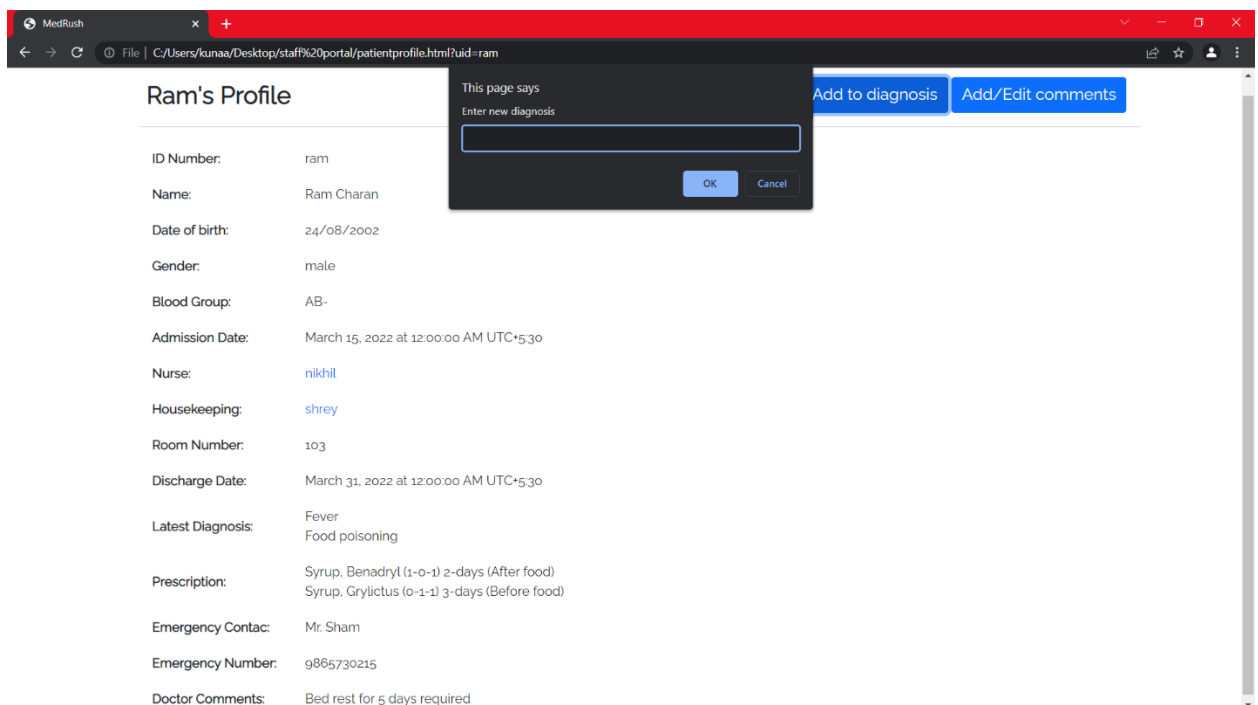 MedRush
File | C:/Users/kunaa/Desktop/staff%20portal/patientprofile.html?uid=ram
This page says
Enter new diagnosis
OK Cancel
Ram's Profile
Add to diagnosis Add/Edit comments
ID Number: ram
Name: Ram Charan
Date of birth: 24/08/2002
Gender: male
Blood Group: AB-
Admission Date: March 15, 2022 at 12:00:00 AM UTC+5:30
Nurse: nikhil
Housekeeping: shrey
Room Number: 103
Discharge Date: March 31, 2022 at 12:00:00 AM UTC+5:30
Latest Diagnosis: Fever
Food poisoning
Prescription: Syrup, Benadryl (1-0-1) 2-days (After food)
Syrup, Grylictus (0-1-1) 3-days (Before food)
Emergency Contac: Mr. Sham
Emergency Number: 9865730215
Doctor Comments: Bed rest for 5 days required